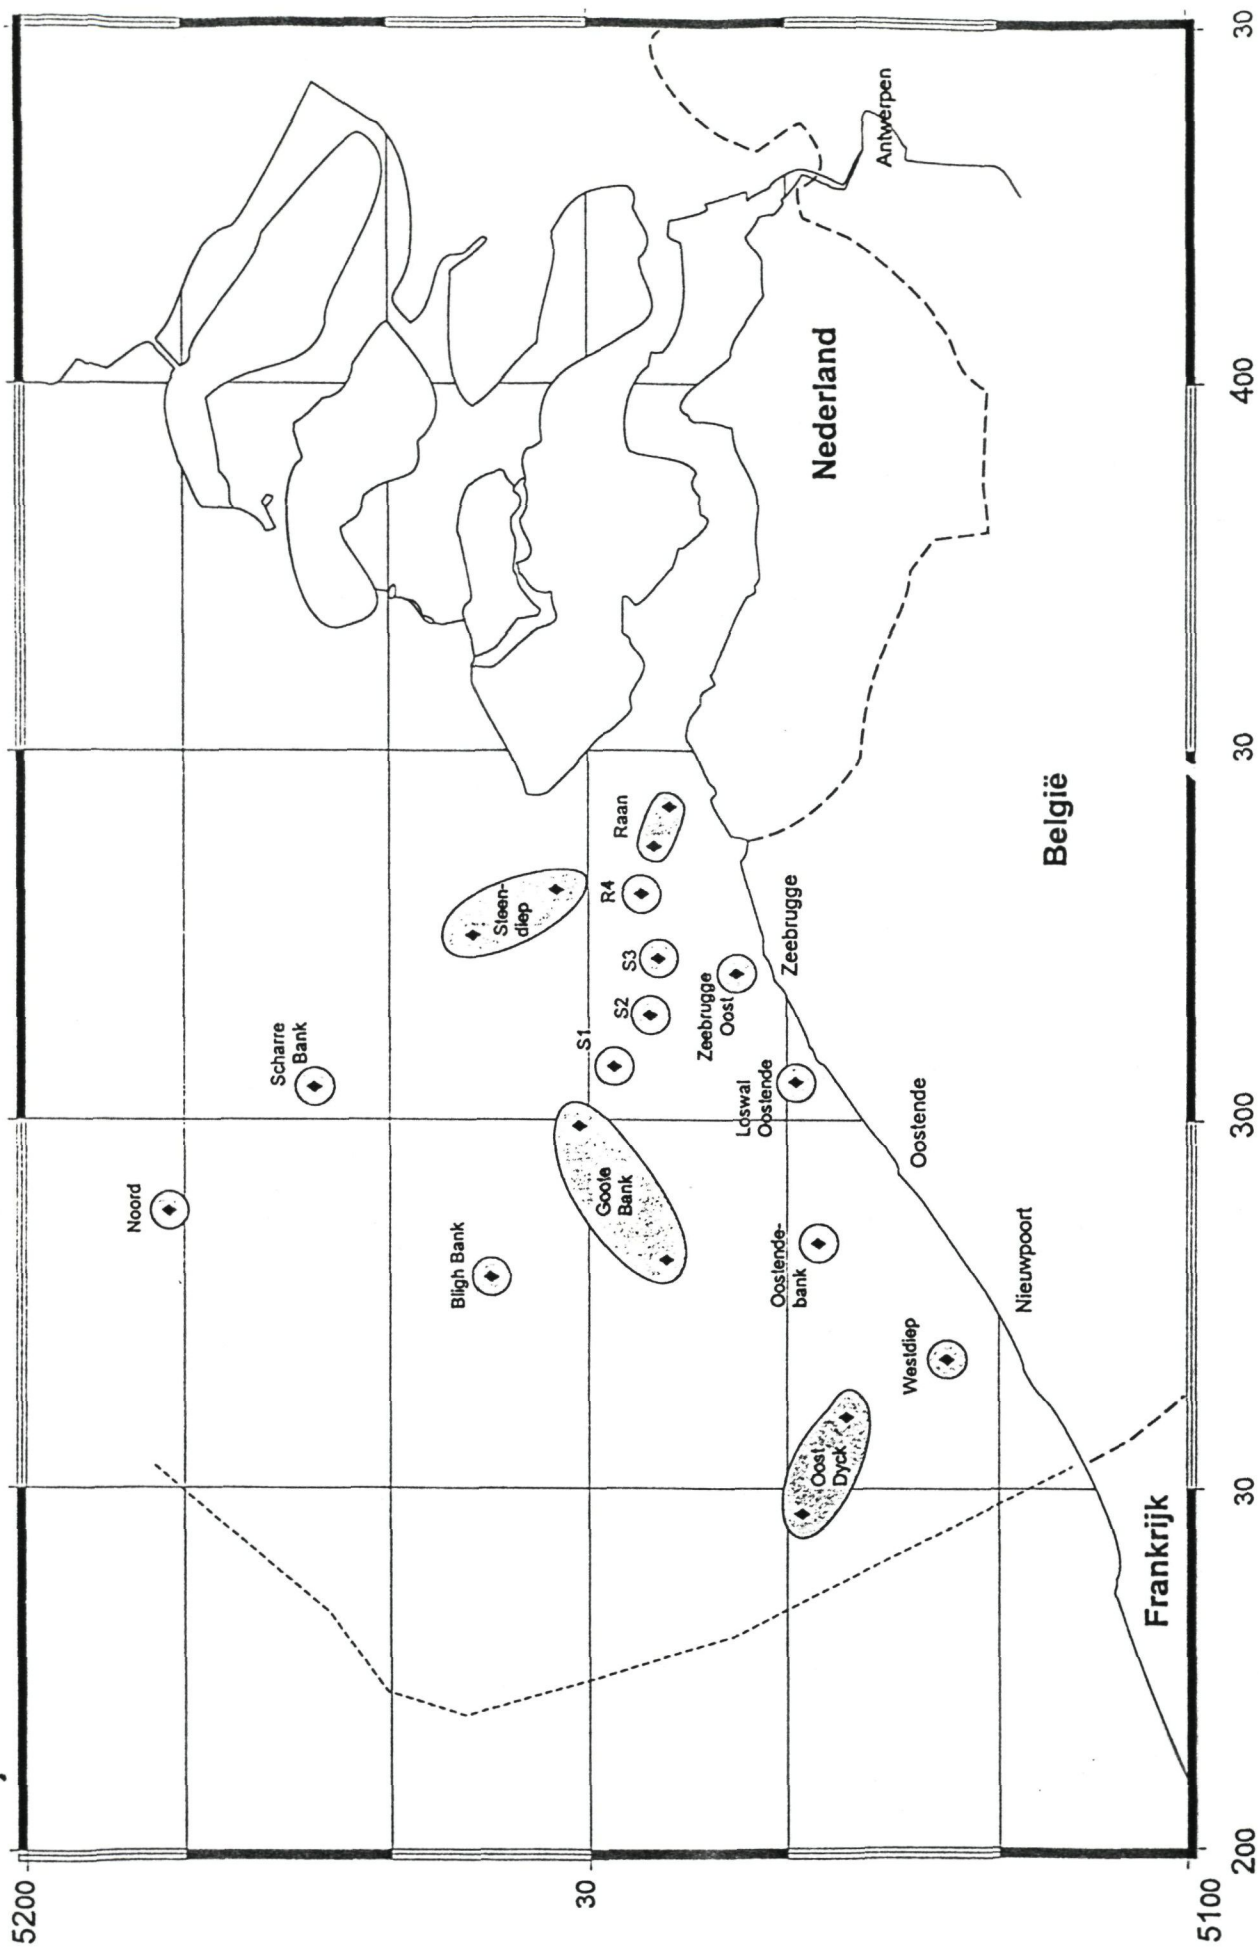 5200
30
5100
200
30
300
30
400
30
Noord
Scharre
Bank
Bligh Bank
Steen-
diep
Goote
Bank
S1
S2
S3
R4
Raan
Zeebrugge
Oost
Loswal
Oostende
Oostende-
bank
Westdiep
Oost
Dyck
Zeebrugge
Oostende
Nieuwpoort
Antwerpen
Nederland
België
Frankrijk